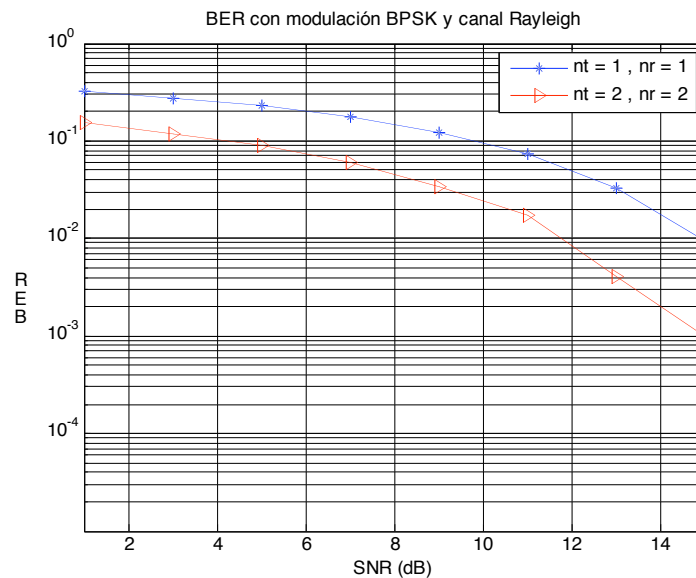 BER con modulación BPSK y canal Rayleigh
nt = 1 , nr = 1
nt = 2 , nr = 2
10^0
10^-1
10^-2
10^-3
10^-4
R
E
B
2 4 6 8 10 12 14
SNR (dB)